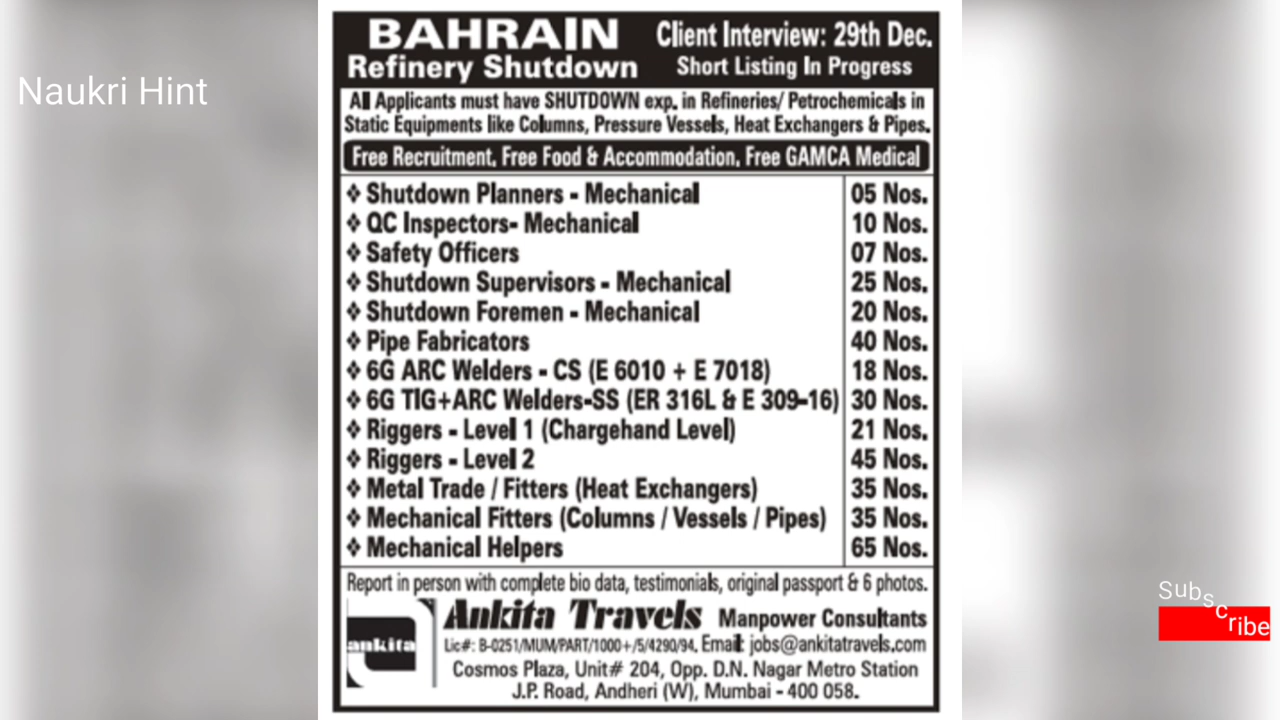 Naukri Hint
BAHRAIN
Refinery Shutdown
Client Interview: 29th Dec.
Short Listing In Progress
All Applicants must have SHUTDOWN exp. in Refineries/ Petrochemicals in
Static Equipments like Columns, Pressure Vessels, Heat Exchangers & Pipes.
Free Recruitment, Free Food & Accommodation, Free GAMCA Medical
❖ Shutdown Planners - Mechanical 05 Nos.
❖ QC Inspectors- Mechanical 10 Nos.
❖ Safety Officers 07 Nos.
❖ Shutdown Supervisors - Mechanical 25 Nos.
❖ Shutdown Foremen - Mechanical 20 Nos.
❖ Pipe Fabricators 40 Nos.
❖ 6G ARC Welders - CS (E 6010 + E 7018) 18 Nos.
❖ 6G TIG+ARC Welders-SS (ER 316L & E 309-16) 30 Nos.
❖ Riggers - Level 1 (Chargehand Level) 21 Nos.
❖ Riggers - Level 2 45 Nos.
❖ Metal Trade / Fitters (Heat Exchangers) 35 Nos.
❖ Mechanical Fitters (Columns / Vessels / Pipes) 35 Nos.
❖ Mechanical Helpers 65 Nos.
Report in person with complete bio data, testimonials, original passport & 6 photos.
ankita
Ankita Travels Manpower Consultants
Lic#: B-0251/MUM/PART/1000+/5/4290/94, Email: jobs@ankitatravels.com
Cosmos Plaza, Unit# 204, Opp. D.N. Nagar Metro Station
J.P. Road, Andheri (W), Mumbai - 400 058.
Subscribe